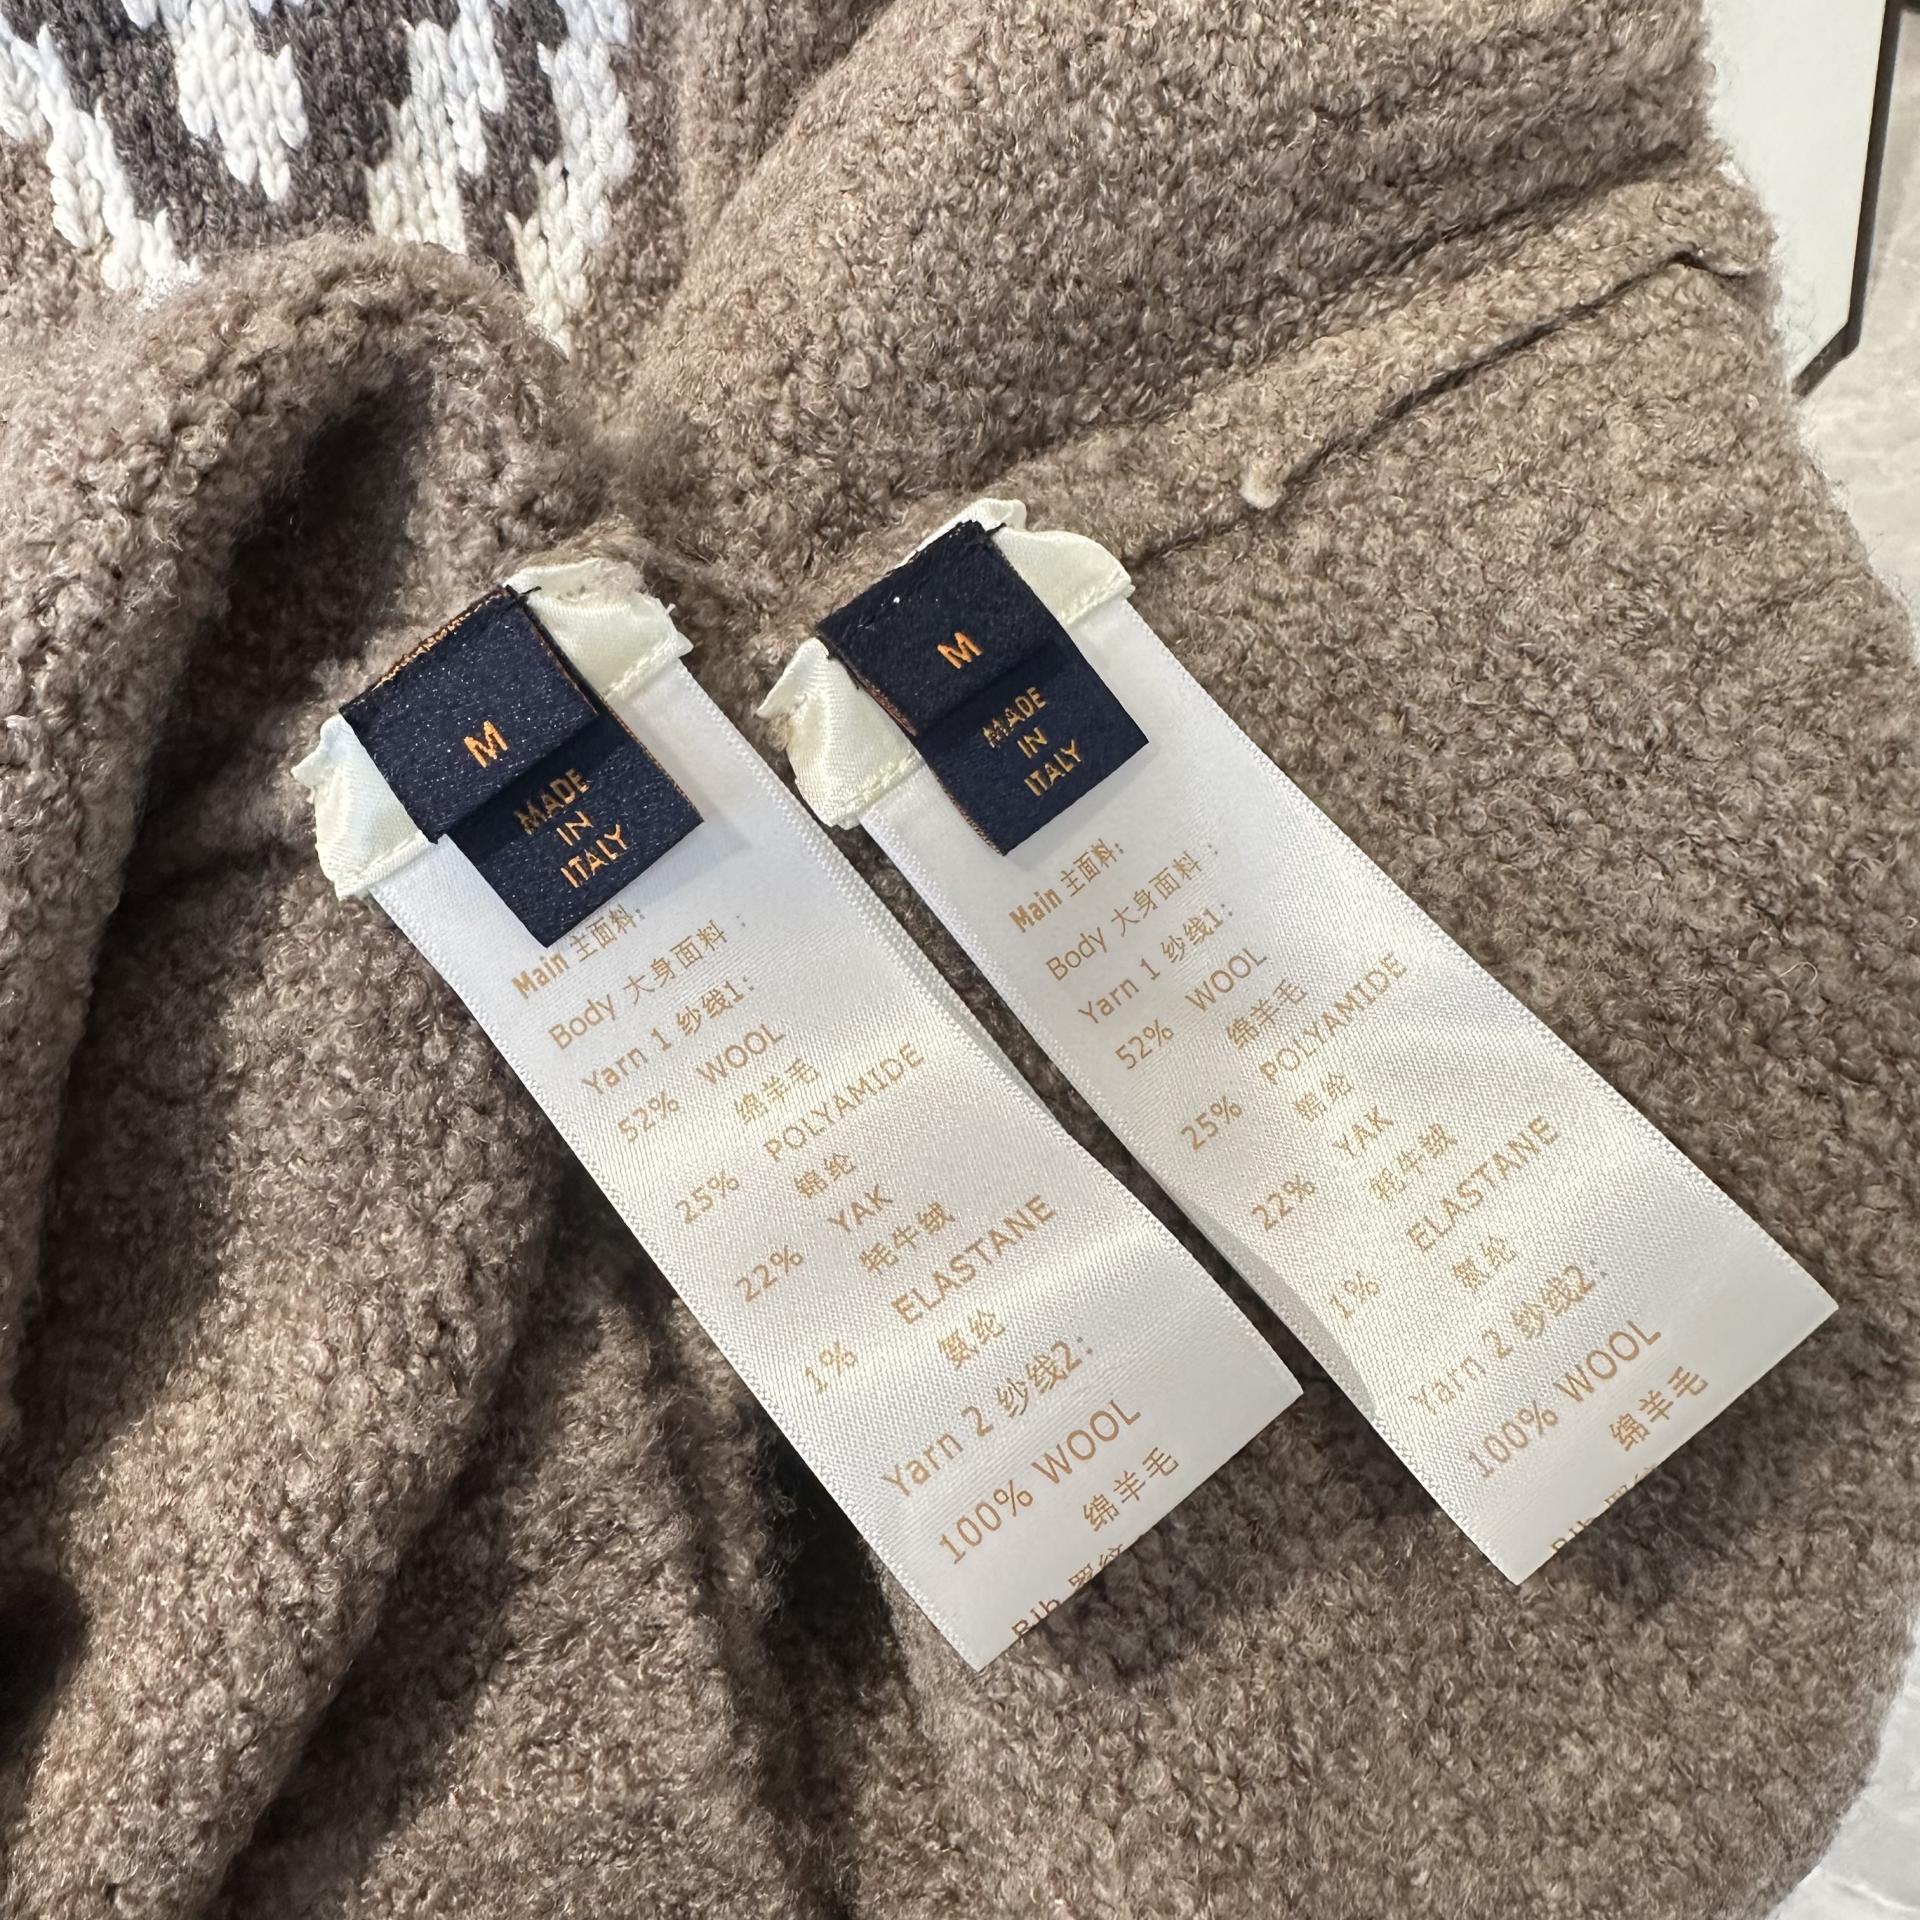 M
MADE
IN
ITALY
Main 主面料:
Body 大身面料 :
Yarn 1 纱线1:
52% WOOL
绵羊毛
25% POLYAMIDE
锦纶
22% YAK
牦牛绒
1% ELASTANE
氨纶
Yarn 2 纱线2:
100% WOOL
绵羊毛
Rib 罗纹
M
MADE
IN
ITALY
Main 主面料:
Body 大身面料 :
Yarn 1 纱线1:
52% WOOL
绵羊毛
25% POLYAMIDE
锦纶
22% YAK
牦牛绒
1% ELASTANE
氨纶
Yarn 2 纱线2:
100% WOOL
绵羊毛